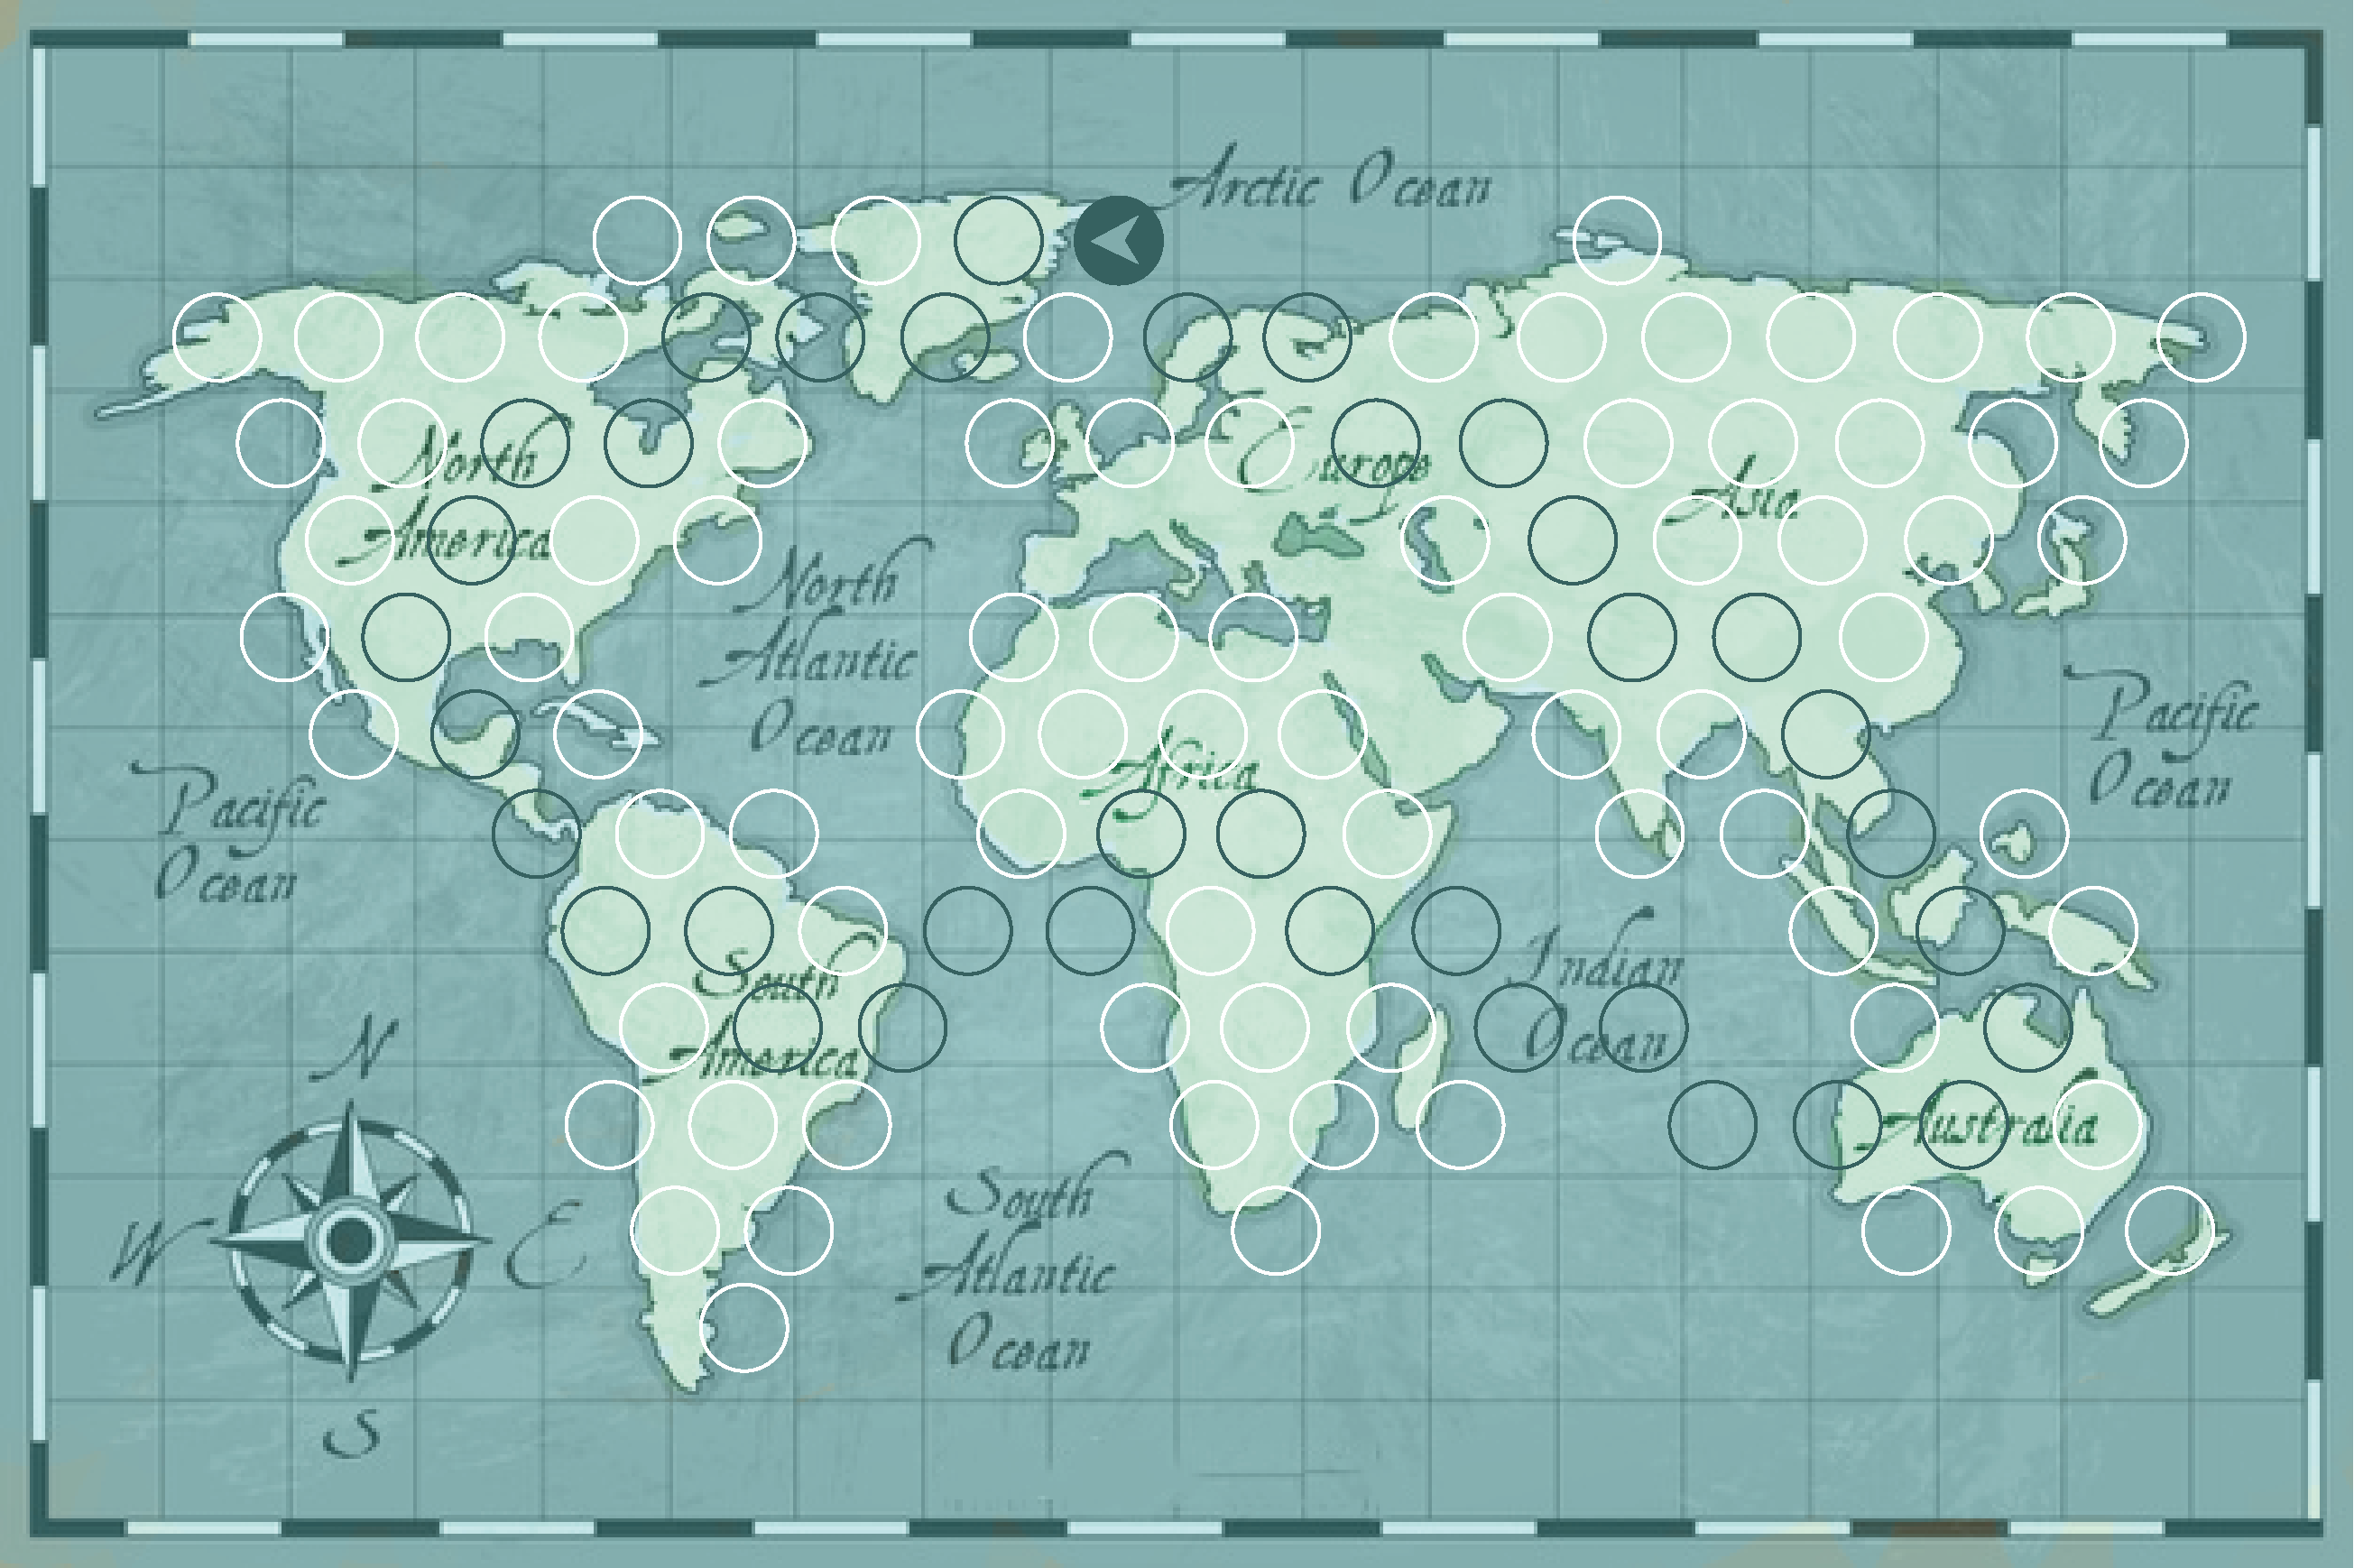 Arctic Ocean
North
America
Europe
Asia
North
Atlantic
Ocean
Pacific
Ocean
Africa
Pacific
Ocean
South
America
Indian
Ocean
Australia
South
Atlantic
Ocean
N
W
E
S